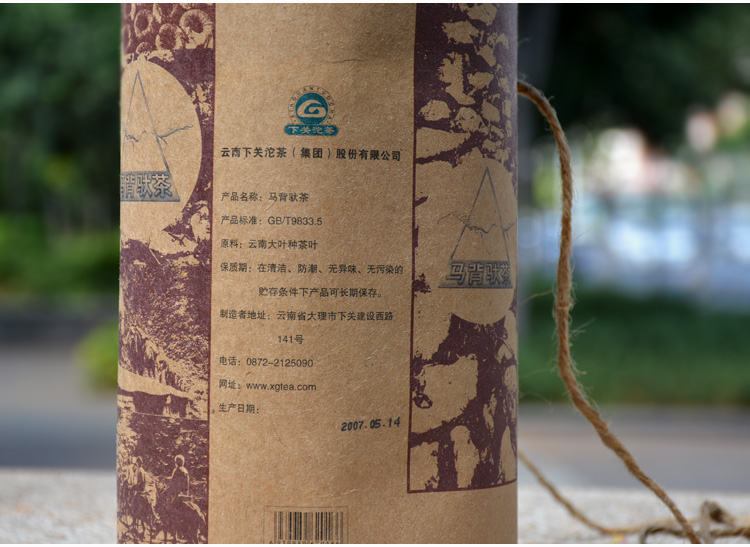 下关沱茶
云南下关沱茶（集团）股份有限公司
产品名称：马背驮茶
产品标准：GB/T9833.5
原料：云南大叶种茶叶
保质期：在清洁、防潮、无异味、无污染的
贮存条件下产品可长期保存。
制造者地址：云南省大理市下关建设西路
141号
电话：0872-2125090
网址：www.xgtea.com
生产日期：
2007.05.14
马背驮茶
马背驮茶